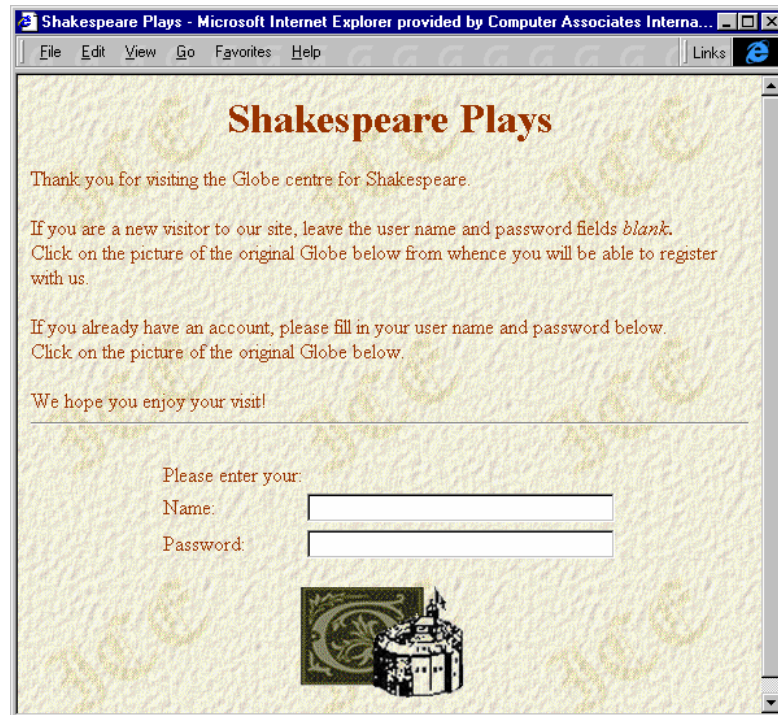 Shakespeare Plays - Microsoft Internet Explorer provided by Computer Associates Interna...
File Edit View Go Favorites Help Links
Shakespeare Plays
Thank you for visiting the Globe centre for Shakespeare.
If you are a new visitor to our site, leave the user name and password fields blank.
Click on the picture of the original Globe below from whence you will be able to register
with us.
If you already have an account, please fill in your user name and password below.
Click on the picture of the original Globe below.
We hope you enjoy your visit!
Please enter your:
Name:
Password:
G